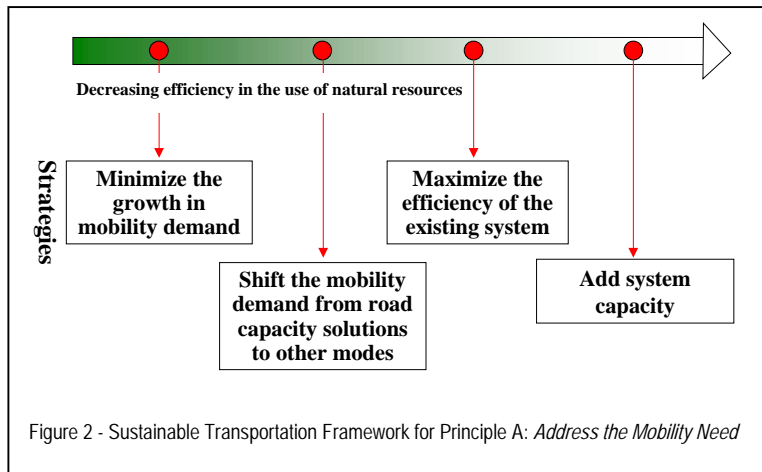 Decreasing efficiency in the use of natural resources
Strategies
Minimize the
growth in
mobility demand
Shift the mobility
demand from road
capacity solutions
to other modes
Maximize the
efficiency of the
existing system
Add system
capacity
Figure 2 - Sustainable Transportation Framework for Principle A: Address the Mobility Need